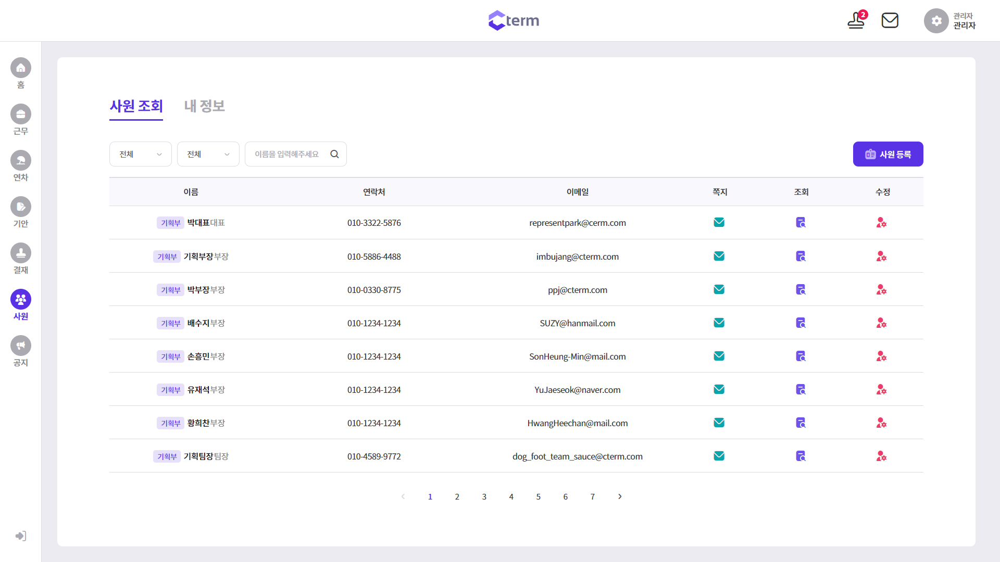 term
2
관리자
관리자
홈
근무
연차
기안
결재
사원
공지
사원 조회 내 정보
전체 전체 이름을 입력해주세요 사원 등록
이름 연락처 이메일 쪽지 조회 수정
기획부 박대표대표 010-3322-5876 representpark@cerm.com
기획부 기획부장부장 010-5886-4488 imbujang@cterm.com
기획부 박부장부장 010-0330-8775 ppj@cterm.com
기획부 배수지부장 010-1234-1234 SUZY@hanmail.com
기획부 손흥민부장 010-1234-1234 SonHeung-Min@mail.com
기획부 유재석부장 010-1234-1234 YuJaeseok@naver.com
기획부 황희찬부장 010-1234-1234 HwangHeechan@mail.com
기획부 기획팀장팀장 010-4589-9772 dog_foot_team_sauce@cterm.com
1 2 3 4 5 6 7